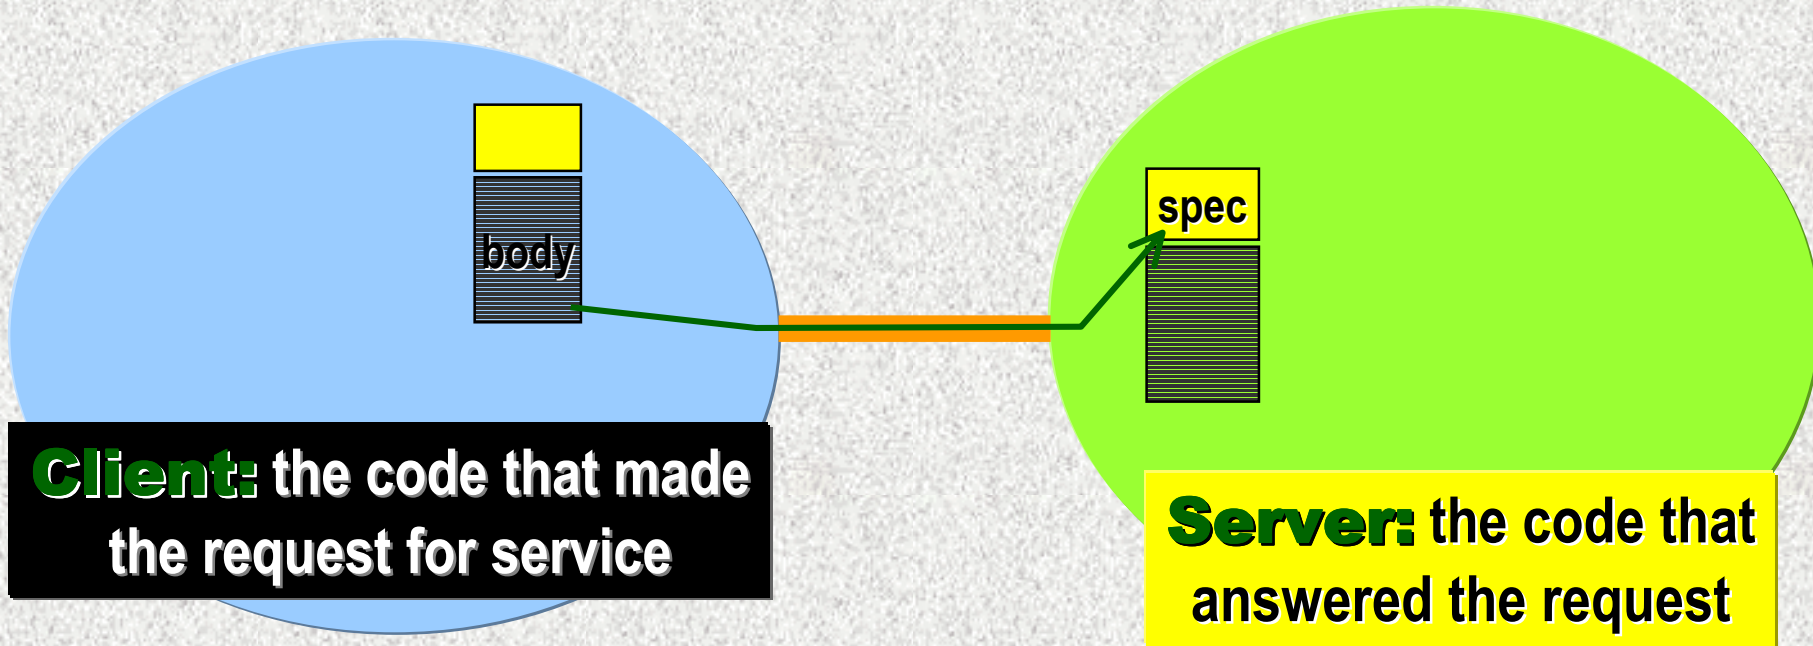 body
spec
Client: the code that made
the request for service
Server: the code that
answered the request